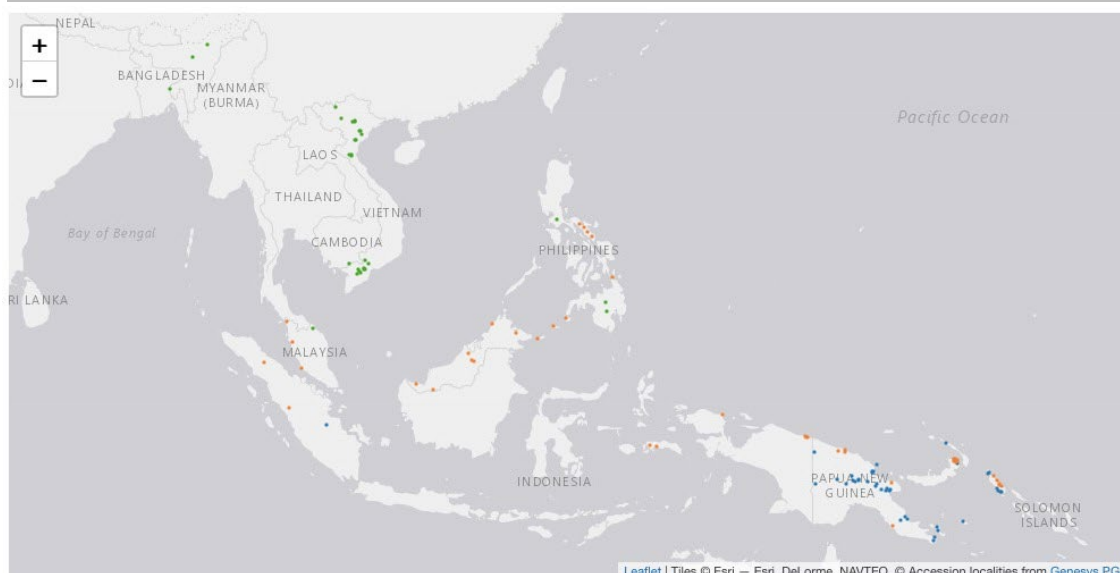 NEPAL
+
−
BANGLADESH
MYANMAR
(BURMA)
Pacific Ocean
LAOS
THAILAND
VIETNAM
Bay of Bengal
CAMBODIA
PHILIPPINES
RI LANKA
MALAYSIA
INDONESIA
PAPUA NEW
GUINEA
SOLOMON
ISLANDS
Leaflet | Tiles © Esri — Esri, DeLorme, NAVTEQ, © Accession localities from Genesys PG